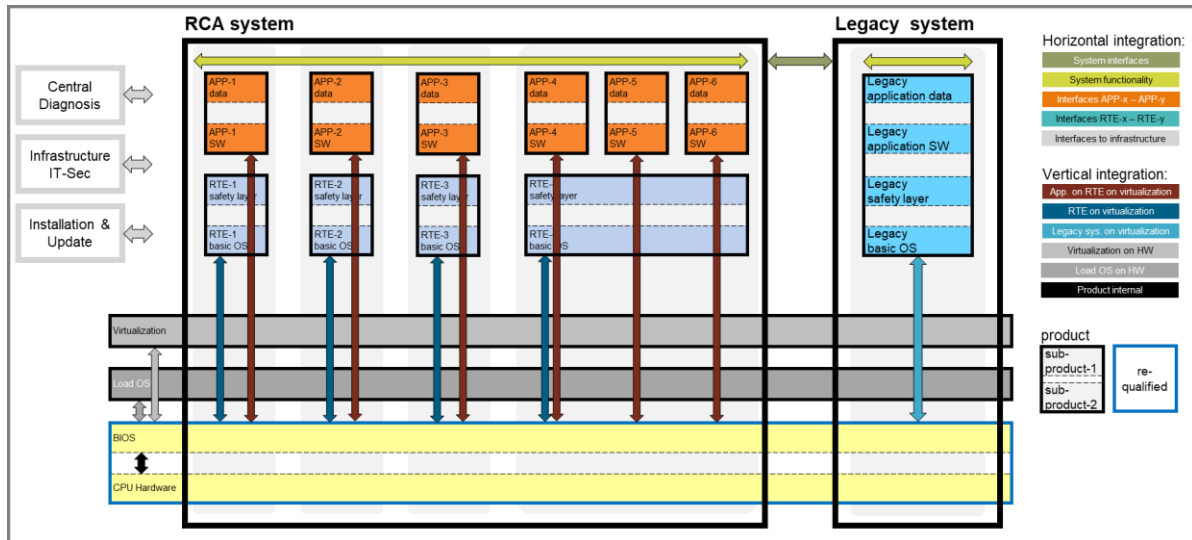 RCA system
Legacy system
Central
Diagnosis
Infrastructure
IT-Sec
Installation &
Update
APP-1
data
APP-1
SW
APP-2
data
APP-2
SW
APP-3
data
APP-3
SW
APP-4
data
APP-4
SW
APP-5
data
APP-5
SW
APP-6
data
APP-6
SW
RTE-1
safety layer
RTE-1
basic OS
RTE-2
safety layer
RTE-2
basic OS
RTE-3
safety layer
RTE-3
basic OS
RTE-
safety layer
RTE-
basic OS
Legacy
application data
Legacy
application SW
Legacy
safety layer
Legacy
basic OS
Virtualization
Load OS
BIOS
CPU Hardware
Horizontal integration:
System interfaces
System functionality
Interfaces APP-x – APP-y
Interfaces RTE-x – RTE-y
Interfaces to infrastructure
Vertical integration:
App. on RTE on virtualization
RTE on virtualization
Legacy sys. on virtualization
Virtualization on HW
Load OS on HW
Product internal
product
sub-
product-1
sub-
product-2
re-
qualified